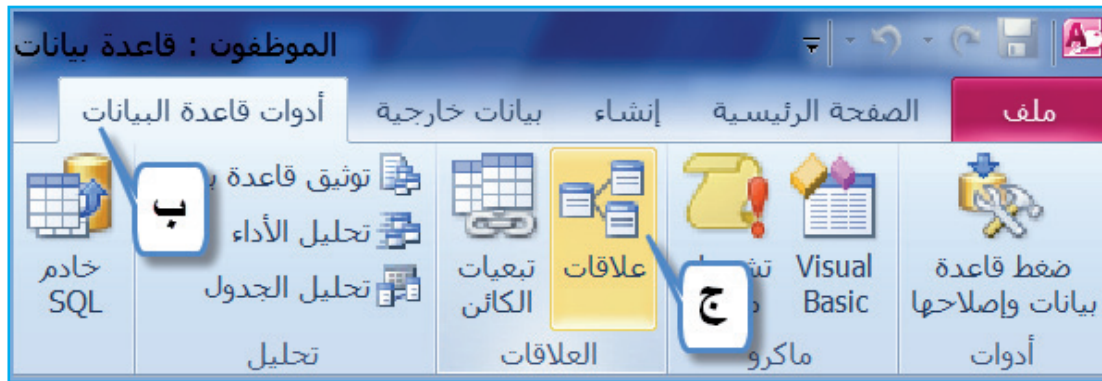 الموظفون : قاعدة بيانات
ملف الصفحة الرئيسية إنشاء بيانات خارجية أدوات قاعدة البيانات
ضغط قاعدة
بيانات وإصلاحها
أدوات
Visual
Basic
ماكرو
ج
علاقات
تبعيات
الكائن
العلاقات
توثيق قاعدة
تحليل الأداء
تحليل الجدول
تحليل
ب
خادم
SQL